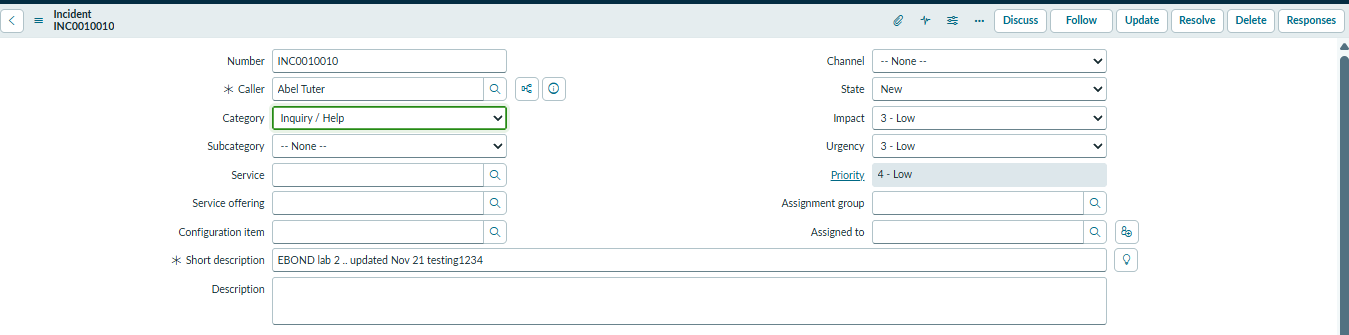 Incident
INC0010010
Discuss
Follow
Update
Resolve
Delete
Responses
Number INC0010010
Channel -- None --
Caller Abel Tuter
State New
Category Inquiry / Help
Impact 3 - Low
Subcategory -- None --
Urgency 3 - Low
Service
Priority 4 - Low
Service offering
Assignment group
Configuration item
Assigned to
Short description EBOND lab 2 .. updated Nov 21 testing1234
Description